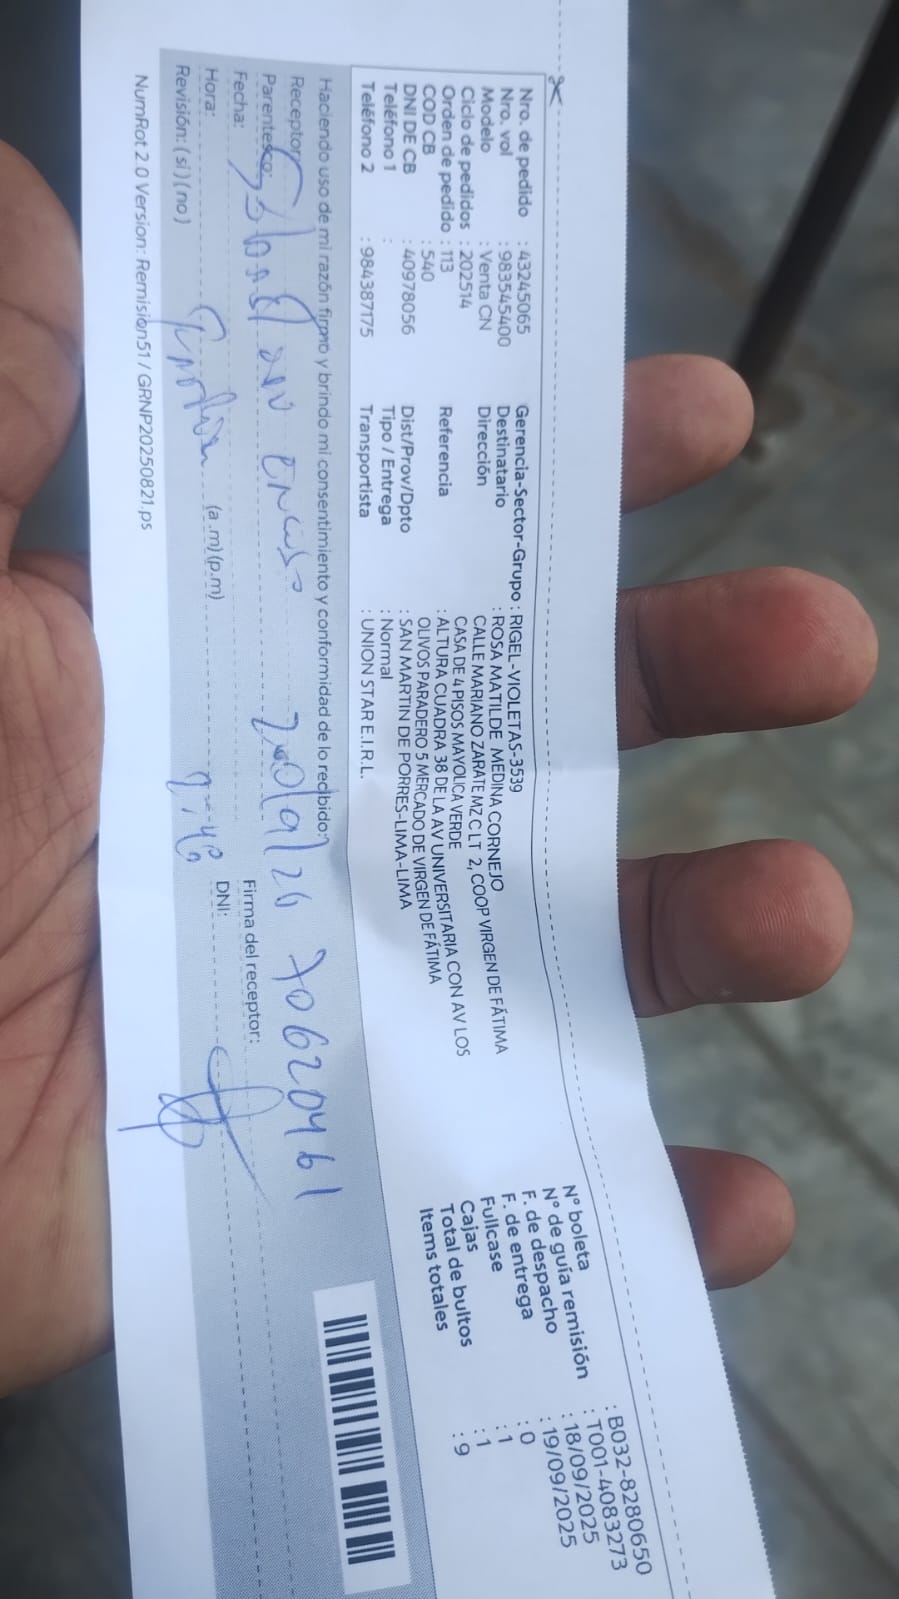 Nro. de pedido : 43245065
Nro. vol : 983545400
Modelo : Venta CN
Ciclo de pedidos : 202514
Orden de pedido : 113
COD CB : 540
DNI DE CB : 40978056
Teléfono 1 :
Teléfono 2 : 984387175
Gerencia-Sector-Grupo : RIGEL-VIOLETAS-3539
Destinatario : ROSA MATILDE MEDINA CORNEJO
Dirección CALLE MARIANO ZARATE MZ C LT 2, COOP VIRGEN DE FÁTIMA
CASA DE 4 PISOS MAYOLICA VERDE
Referencia : ALTURA CUADRA 38 DE LA AV UNIVERSITARIA CON AV LOS
OLIVOS PARADERO 5 MERCADO DE VIRGEN DE FÁTIMA
Dist/Prov/Dpto : SAN MARTIN DE PORRES-LIMA-LIMA
Tipo / Entrega : Normal
Transportista : UNION STAR E.I.R.L.
N° boleta : B032-8280650
N° de guía remisión : T001-4083273
F. de despacho : 18/09/2025
F. de entrega : 19/09/2025
Fullcase : 0
Cajas : 1
Total de bultos : 1
Items totales : 9
Haciendo uso de mi razón firmo y brindo mi consentimiento y conformidad de lo recibido:
Receptor: 70620461
Parentesco:
Fecha: Firma del receptor:
Hora: (a.m) (p.m) DNI:
Revisión: ( si ) ( no )
NumRot 2.0 Version: Remision51 / GRNP20250821.ps